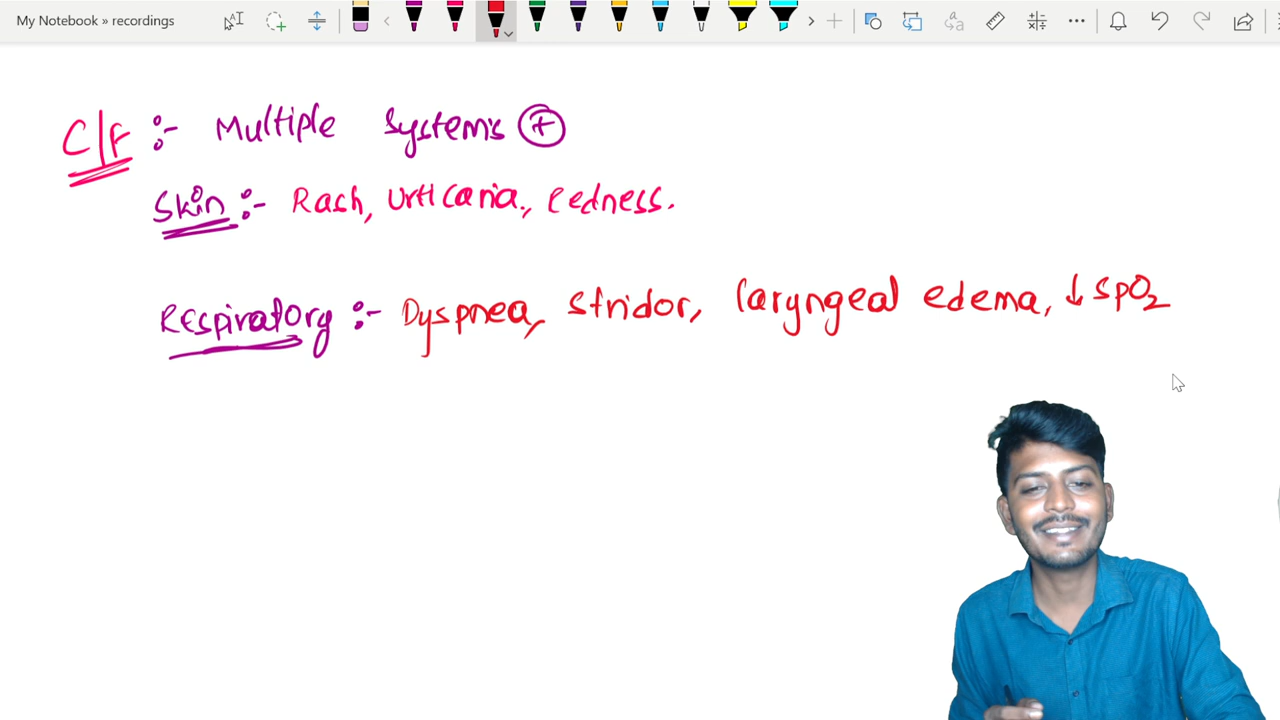 My Notebook » recordings
C/F :- Multiple Systems +
Skin :- Rash, Urticaria, redness.
Respiratory :- Dyspnea, stridor, laryngeal edema, ↓ SpO₂